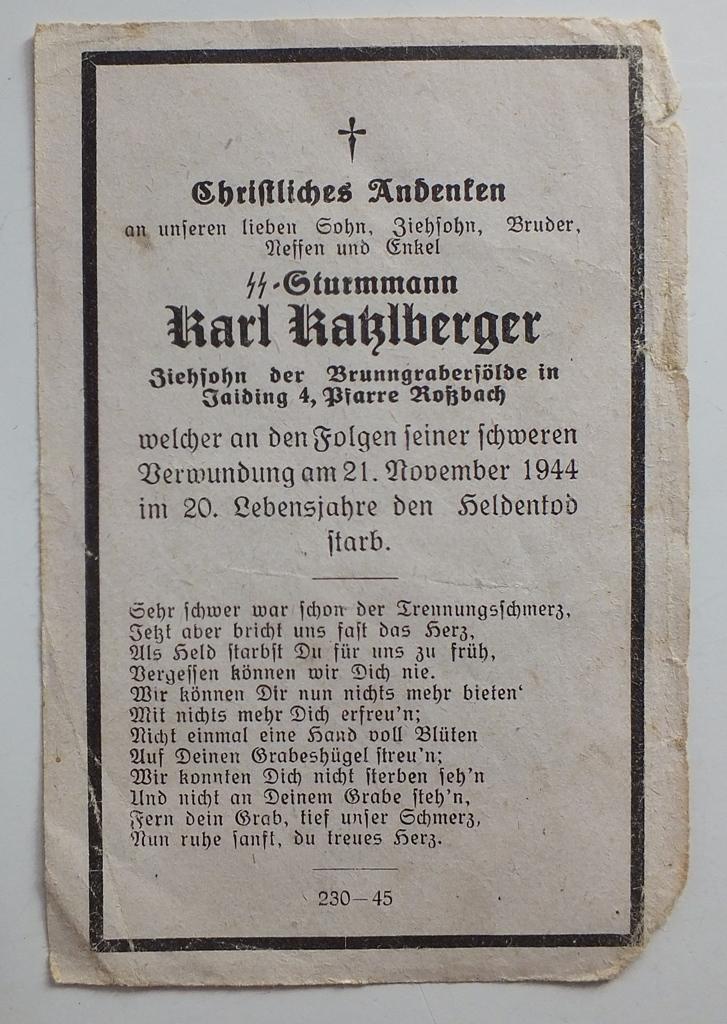 Christliches Andenken
an unseren lieben Sohn, Ziehsohn, Bruder,
Neffen und Enkel
ᛋᛋ-Sturmmann
Karl Katzlberger
Ziehsohn der Brunngrabersölde in
Jaiding 4, Pfarre Roßbach
welcher an den Folgen seiner schweren
Verwundung am 21. November 1944
im 20. Lebensjahre den Heldentod
starb.
Sehr schwer war schon der Trennungsschmerz,
Jetzt aber bricht uns fast das Herz,
Als Held starbst Du für uns zu früh,
Vergessen können wir Dich nie.
Wir können Dir nun nichts mehr bieten'
Mit nichts mehr Dich erfreu'n;
Nicht einmal eine Hand voll Blüten
Auf Deinen Grabeshügel streu'n;
Wir konnten Dich nicht sterben seh'n
Und nicht an Deinem Grabe steh'n,
Fern dein Grab, tief unser Schmerz,
Nun ruhe sanft, du treues Herz.
230—45